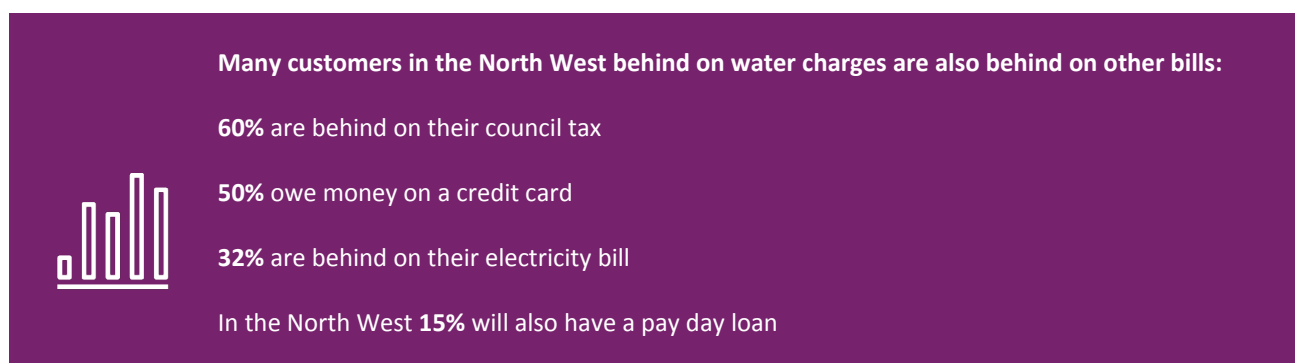 Many customers in the North West behind on water charges are also behind on other bills:
60% are behind on their council tax
50% owe money on a credit card
32% are behind on their electricity bill
In the North West 15% will also have a pay day loan